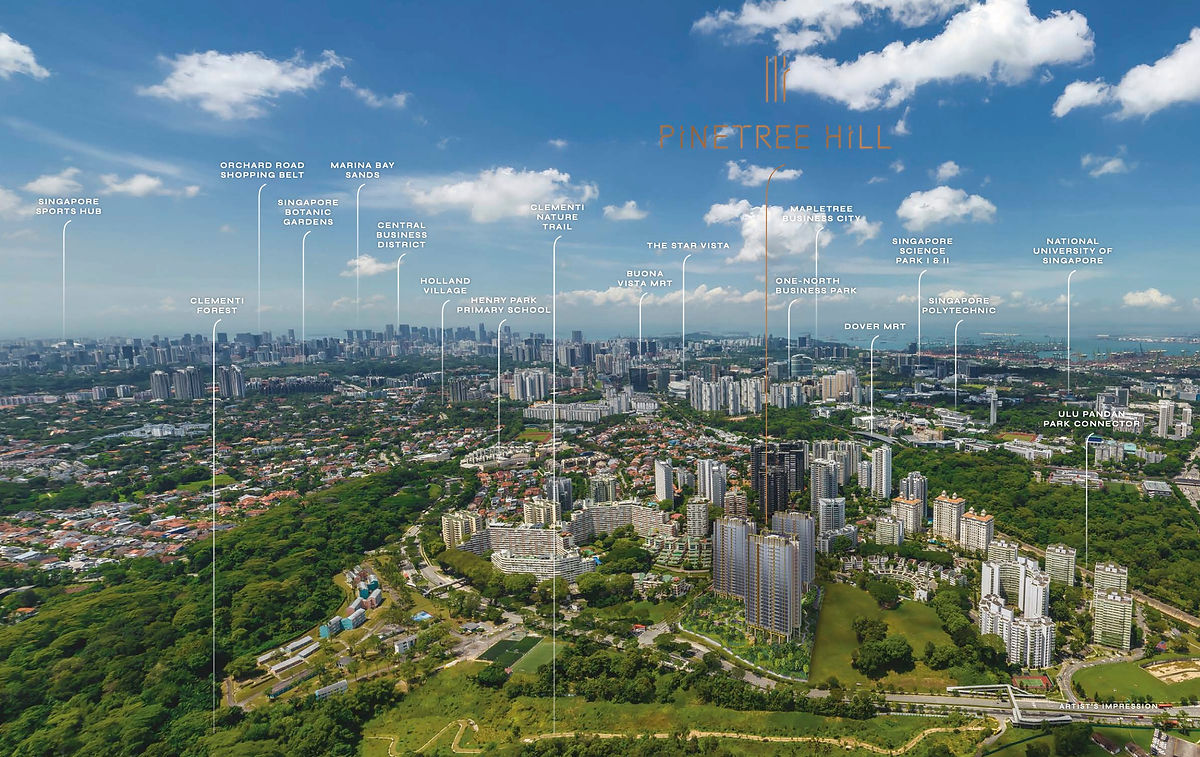 PINETREE HILL
ORCHARD ROAD
SHOPPING BELT
MARINA BAY
SANDS
SINGAPORE
SPORTS HUB
SINGAPORE
BOTANIC
GARDENS
CENTRAL
BUSINESS
DISTRICT
CLEMENTI
NATURE
TRAIL
MAPLETREE
BUSINESS CITY
THE STAR VISTA
SINGAPORE
SCIENCE
PARK I & II
NATIONAL
UNIVERSITY OF
SINGAPORE
HOLLAND
VILLAGE
BUONA
VISTA MRT
ONE-NORTH
BUSINESS PARK
CLEMENTI
FOREST
HENRY PARK
PRIMARY SCHOOL
SINGAPORE
POLYTECHNIC
DOVER MRT
ULU PANDAN
PARK CONNECTOR
ARTIST'S IMPRESSION